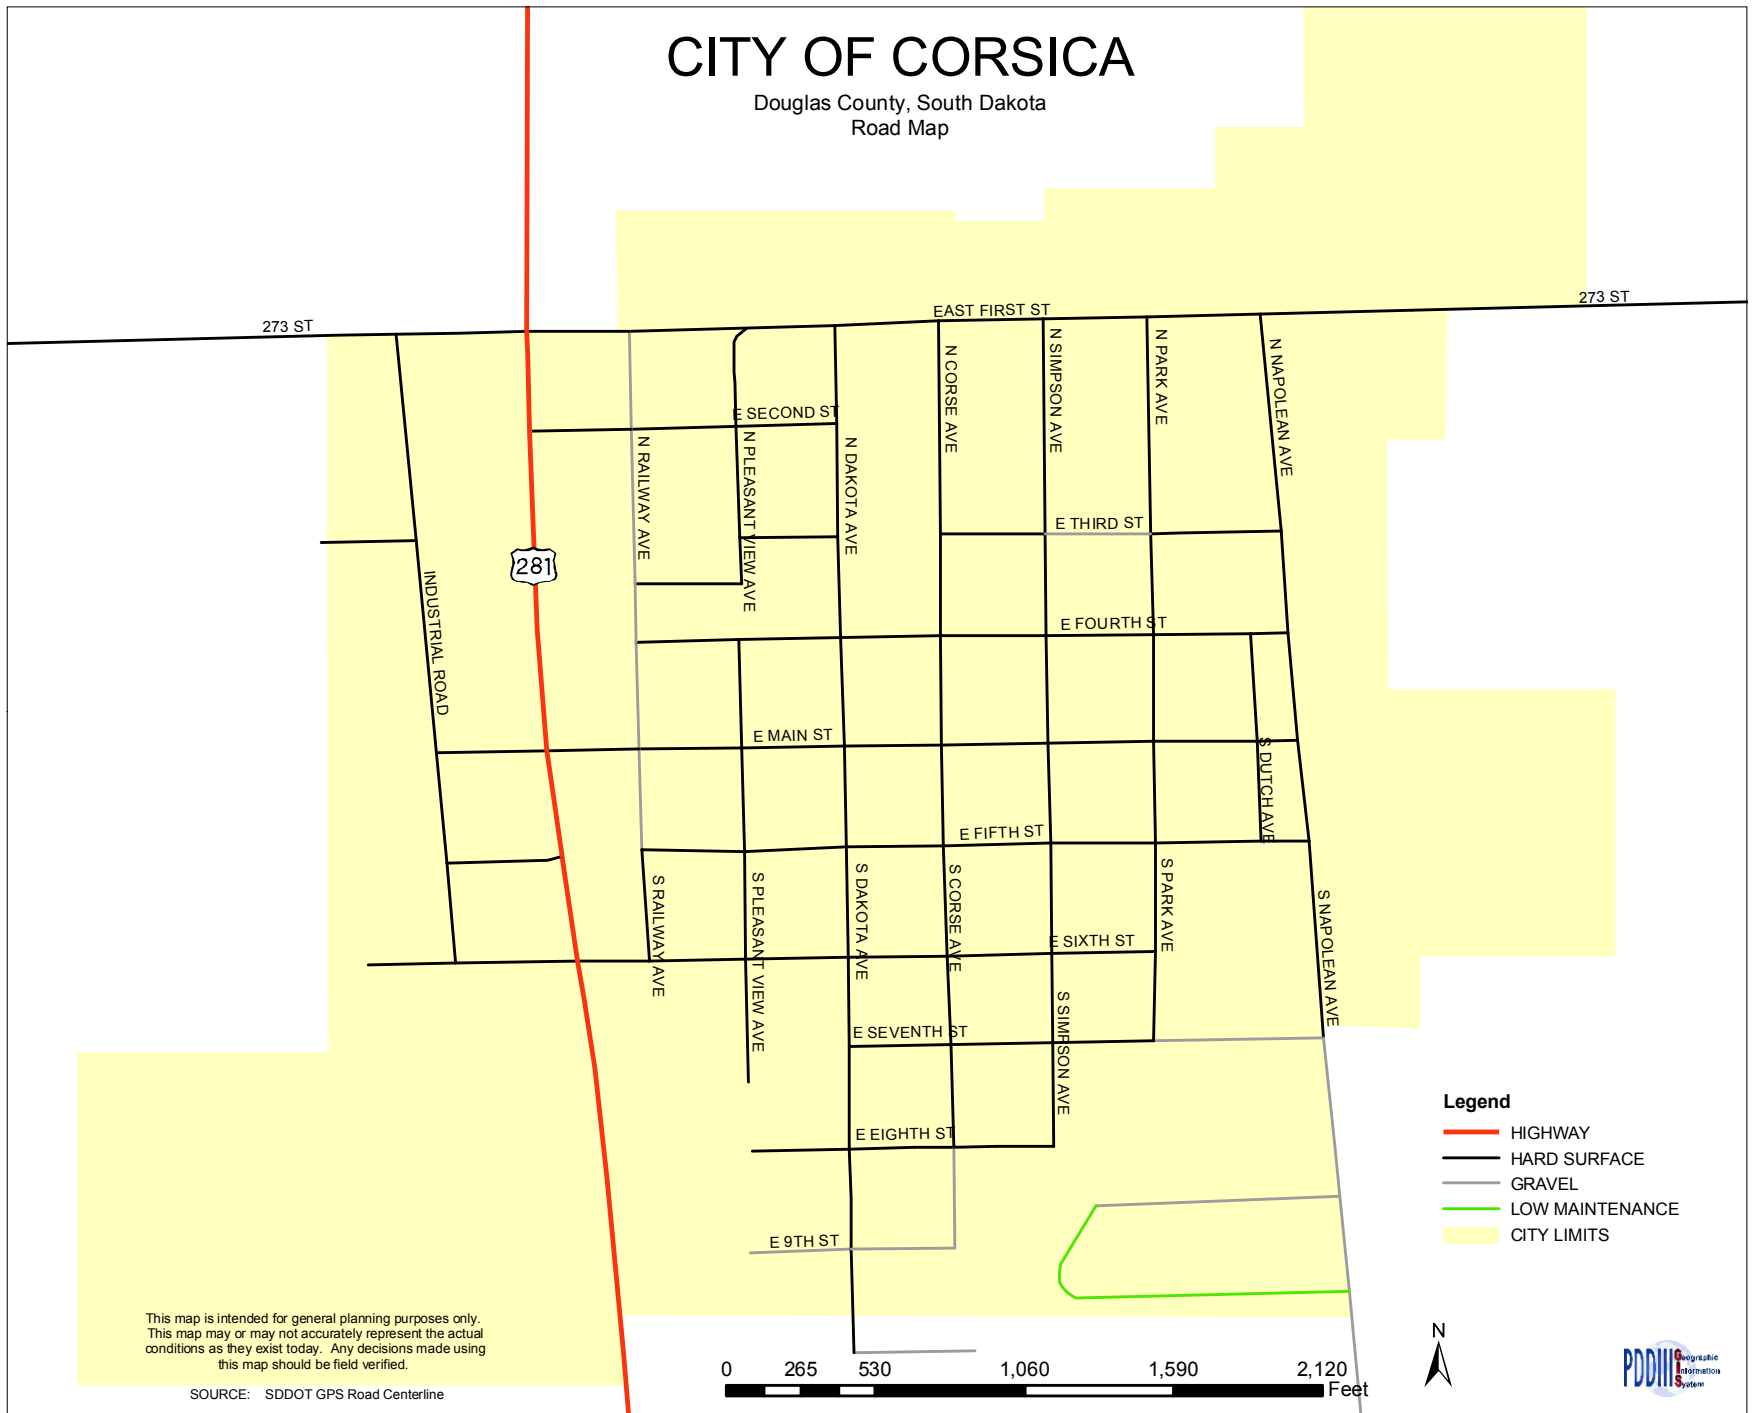 CITY OF CORSICA
Douglas County, South Dakota
Road Map
273 ST
EAST FIRST ST
273 ST
N CORSE AVE
N SIMPSON AVE
N PARK AVE
N NAPOLEAN AVE
E SECOND ST
N RAILWAY AVE
N PLEASANT VIEW AVE
N DAKOTA AVE
E THIRD ST
281
INDUSTRIAL ROAD
E FOURTH ST
E MAIN ST
S DUTCH AVE
E FIFTH ST
S RAILWAY AVE
S PLEASANT VIEW AVE
S DAKOTA AVE
S CORSE AVE
S PARK AVE
S NAPOLEAN AVE
E SIXTH ST
S SIMPSON AVE
E SEVENTH ST
E EIGHTH ST
E 9TH ST
Legend
HIGHWAY
HARD SURFACE
GRAVEL
LOW MAINTENANCE
CITY LIMITS
This map is intended for general planning purposes only.
This map may or may not accurately represent the actual
conditions as they exist today. Any decisions made using
this map should be field verified.
SOURCE: SDDOT GPS Road Centerline
0 265 530 1,060 1,590 2,120
Feet
N
PDDIII
Geographic
Information
System